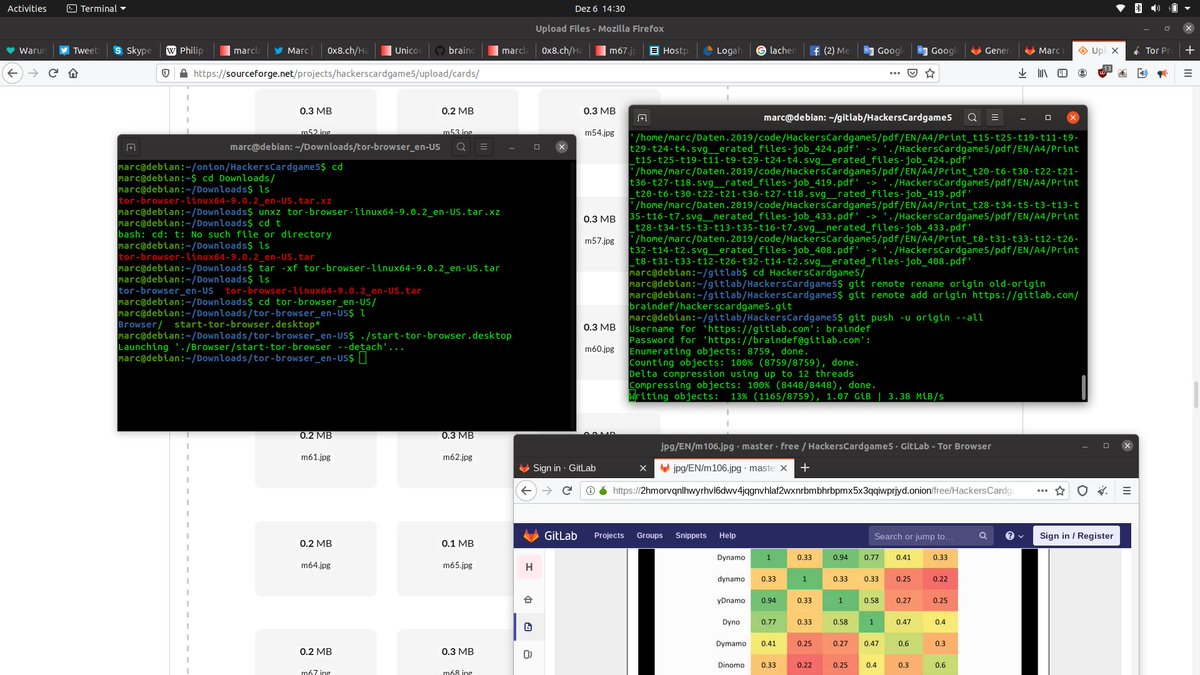 Activities
Terminal
Dez 6 14:30
Upload Files - Mozilla Firefox
Warun
Tweet
Skype
Philip
marcla
Marc [
0x8.ch/Ha
Unicod
braind
marcla
0x8.ch/Ha
m67.jp
Hostp
Logah
lachen
(2) Me
Googl
Googl
Gener
Marc
Upl
Tor Pro
https://sourceforge.net/projects/hackerscardgame5/upload/cards/
0.3 MB
0.2 MB
0.3 MB
m52.jpg
m53.jpg
m54.jpg
MB
m57.jpg
MB
m60.jpg
0.2 MB
0.2 MB
m61.jpg
m62.jpg
0.2 MB
0.1 MB
m64.jpg
m65.jpg
0.2 MB
0.3 MB
m67.jpg
m68.jpg
marc@debian: ~/Downloads/tor-browser_en-US
marc@debian:~/onion/HackersCardgame5$ cd
marc@debian:~$ cd Downloads/
marc@debian:~/Downloads$ ls
tor-browser-linux64-9.0.2_en-US.tar.xz
marc@debian:~/Downloads$ unxz tor-browser-linux64-9.0.2_en-US.tar.xz
marc@debian:~/Downloads$ cd t
bash: cd: t: No such file or directory
marc@debian:~/Downloads$ ls
tor-browser-linux64-9.0.2_en-US.tar
marc@debian:~/Downloads$ tar -xf tor-browser-linux64-9.0.2_en-US.tar
marc@debian:~/Downloads$ ls
tor-browser_en-US tor-browser-linux64-9.0.2_en-US.tar
marc@debian:~/Downloads$ cd tor-browser_en-US/
marc@debian:~/Downloads/tor-browser_en-US$ l
Browser/ start-tor-browser.desktop*
marc@debian:~/Downloads/tor-browser_en-US$ ./start-tor-browser.desktop
Launching './Browser/start-tor-browser --detach'...
marc@debian:~/Downloads/tor-browser_en-US$
marc@debian: ~/gitlab/HackersCardgame5
'/home/marc/Daten.2019/code/HackersCardgame5/pdf/EN/A4/Print_t15-t25-t19-t11-t9-
t29-t24-t4.svg__erated_files-job_424.pdf' -> './HackersCardgame5/pdf/EN/A4/Print
_t15-t25-t19-t11-t9-t29-t24-t4.svg__erated_files-job_424.pdf'
'/home/marc/Daten.2019/code/HackersCardgame5/pdf/EN/A4/Print_t20-t6-t30-t22-t21-
t36-t27-t18.svg__erated_files-job_419.pdf' -> './HackersCardgame5/pdf/EN/A4/Print
_t20-t6-t30-t22-t21-t36-t27-t18.svg__erated_files-job_419.pdf'
'/home/marc/Daten.2019/code/HackersCardgame5/pdf/EN/A4/Print_t28-t34-t5-t3-t13-t
35-t16-t7.svg__nerated_files-job_433.pdf' -> './HackersCardgame5/pdf/EN/A4/Print
_t28-t34-t5-t3-t13-t35-t16-t7.svg__nerated_files-job_433.pdf'
'/home/marc/Daten.2019/code/HackersCardgame5/pdf/EN/A4/Print_t8-t31-t33-t12-t26-
t32-t14-t2.svg__erated_files-job_408.pdf' -> './HackersCardgame5/pdf/EN/A4/Print
_t8-t31-t33-t12-t26-t32-t14-t2.svg__erated_files-job_408.pdf'
marc@debian:~/gitlab$ cd HackersCardgame5/
marc@debian:~/gitlab/HackersCardgame5$ git remote rename origin old-origin
marc@debian:~/gitlab/HackersCardgame5$ git remote add origin https://gitlab.com/
braindef/hackerscardgame5.git
marc@debian:~/gitlab/HackersCardgame5$ git push -u origin --all
Username for 'https://gitlab.com': braindef
Password for 'https://braindef@gitlab.com':
Enumerating objects: 8759, done.
Counting objects: 100% (8759/8759), done.
Delta compression using up to 12 threads
Compressing objects: 100% (8448/8448), done.
Writing objects: 13% (1165/8759), 1.07 GiB | 3.38 MiB/s
jpg/EN/m106.jpg · master · free / HackersCardgame5 · GitLab - Tor Browser
Sign in · GitLab
jpg/EN/m106.jpg · maste
https://2hmorvqnlhwyrhvl6dwv4jqgnvhlaf2wxnrbmbhrbpmx5x3qqiwprjyd.onion/free/HackersCardg
GitLab
Projects
Groups
Snippets
Help
Search or jump to…
Sign in / Register
H
Dynamo 1 0.33 0.94 0.77 0.41 0.33
dynamo 0.33 1 0.33 0.33 0.25 0.22
yDnamo 0.94 0.33 1 0.58 0.27 0.25
Dyno 0.77 0.33 0.58 1 0.47 0.4
Dymamo 0.41 0.25 0.27 0.47 0.6 0.3
Dinomo 0.33 0.22 0.25 0.4 0.3 0.6